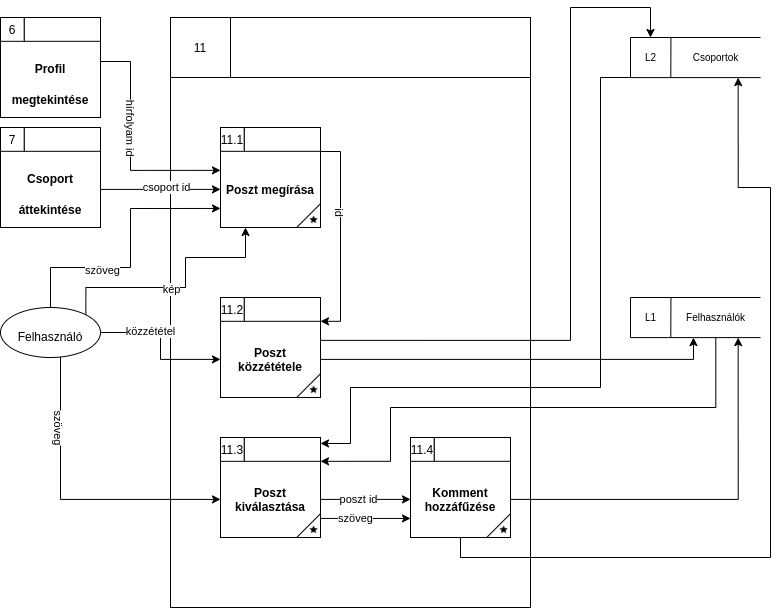 6
Profil
megtekintése
11
L2
Csoportok
hírfolyam id
7
Csoport
áttekintése
11.1
Poszt megírása
csoport id
id
szöveg
kép
11.2
Poszt
közzététele
L1
Felhasználók
Felhasználó
közzététel
szöveg
11.3
Poszt
kiválasztása
poszt id
szöveg
11.4
Komment
hozzáfűzése